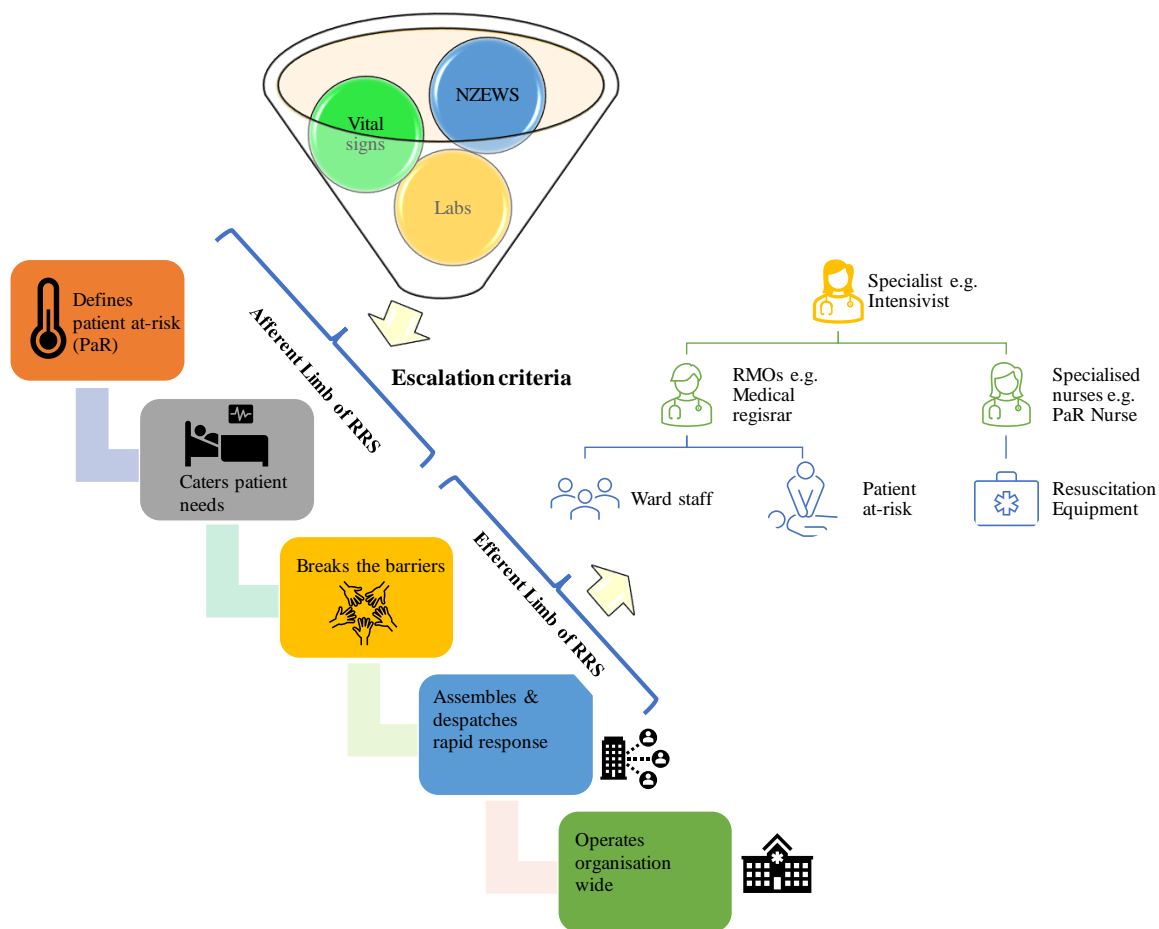 NZEWS
Vital
signs
Labs
Defines
patient at-risk
(PaR)
Afferent Limb of RRS
Escalation criteria
Specialist e.g.
Intensivist
RMOs e.g.
Medical
registrar
Specialised
nurses e.g.
PaR Nurse
Caters patient
needs
Ward staff
Patient
at-risk
Resuscitation
Equipment
Breaks the barriers
Efferent Limb of RRS
Assembles &
despatches
rapid response
Operates
organisation
wide